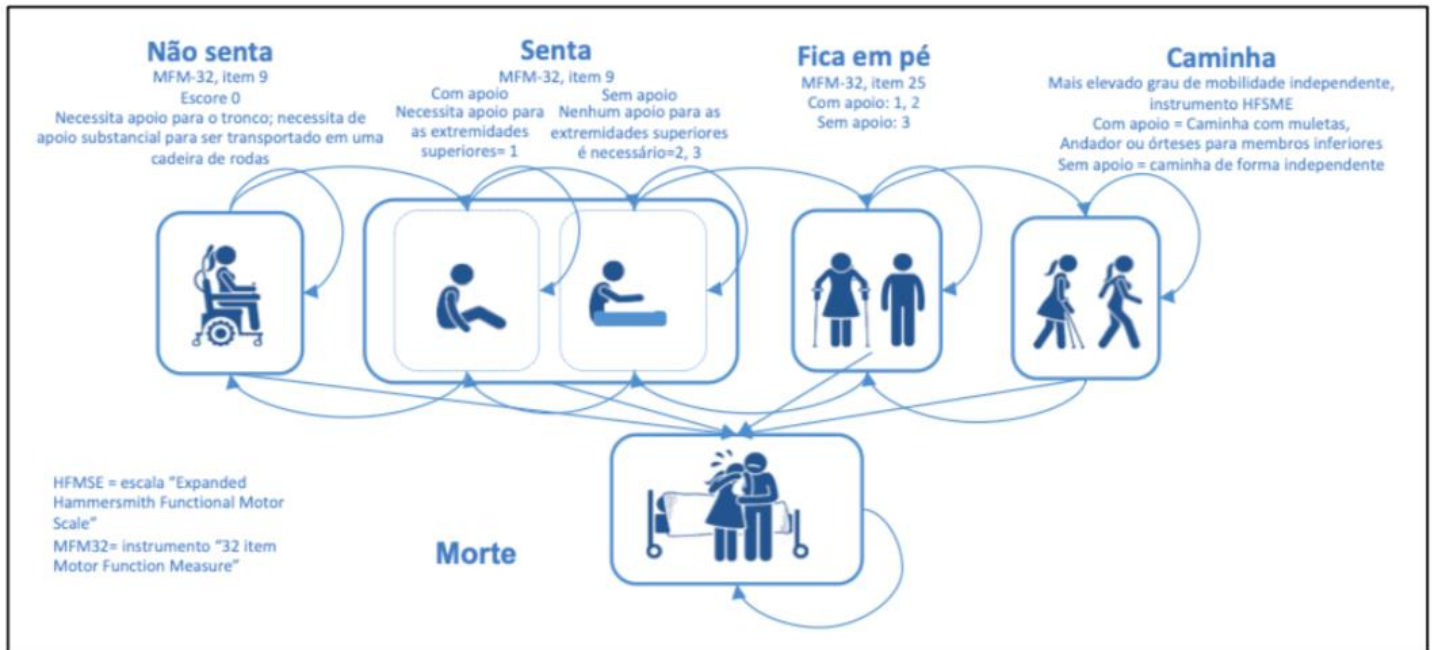 Não senta
MFM-32, item 9
Escore 0
Necessita apoio para o tronco; necessita de
apoio substancial para ser transportado em uma
cadeira de rodas
Senta
MFM-32, item 9
Com apoio
Necessita apoio para
as extremidades
superiores= 1
Sem apoio
Nenhum apoio para as
extremidades superiores
é necessário=2, 3
Fica em pé
MFM-32, item 25
Com apoio: 1, 2
Sem apoio: 3
Caminha
Mais elevado grau de mobilidade independente,
instrumento HFSME
Com apoio = Caminha com muletas,
Andador ou órteses para membros inferiores
Sem apoio = caminha de forma independente
HFMSE = escala “Expanded
Hammersmith Functional Motor
Scale”
MFM32= instrumento “32 item
Motor Function Measure”
Morte